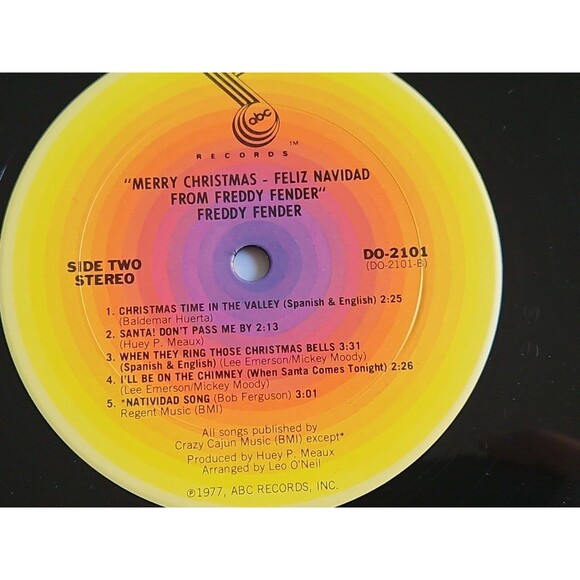 abc
RECORDS™
"MERRY CHRISTMAS - FELIZ NAVIDAD
FROM FREDDY FENDER"
FREDDY FENDER
SIDE TWO
STEREO
DO-2101
(DO-2101-B)
1. CHRISTMAS TIME IN THE VALLEY (Spanish & English) 2:25
(Baldemar Huerta)
2. SANTA! DON'T PASS ME BY 2:13
(Huey P. Meaux)
3. WHEN THEY RING THOSE CHRISTMAS BELLS 3:31
(Spanish & English) (Lee Emerson/Mickey Moody)
4. I'LL BE ON THE CHIMNEY (When Santa Comes Tonight) 2:26
(Lee Emerson/Mickey Moody)
5. *NATIVIDAD SONG (Bob Ferguson) 3:01
Regent Music (BMI)
All songs published by
Crazy Cajun Music (BMI) except*
Produced by Huey P. Meaux
Arranged by Leo O'Neil
℗1977, ABC RECORDS, INC.